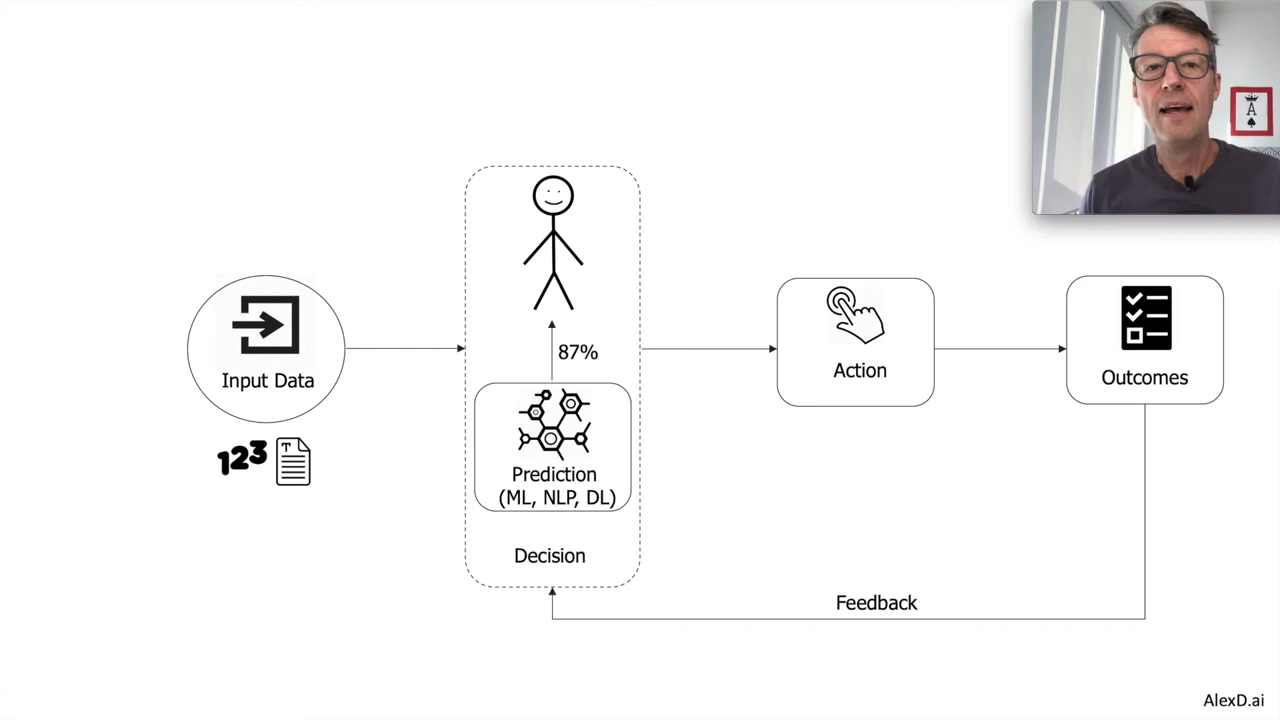 A
87%
Input Data
Action
Outcomes
123
T
Prediction
(ML, NLP, DL)
Decision
Feedback
AlexD.ai